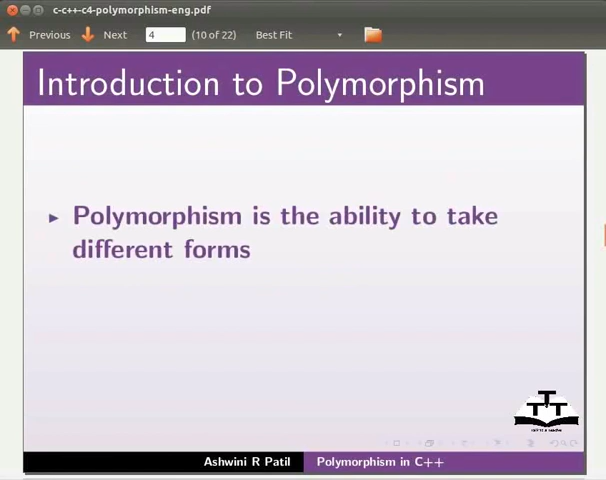 c-c++-c4-polymorphism-eng.pdf
Previous Next 4 (10 of 22) Best Fit
Introduction to Polymorphism
Polymorphism is the ability to take
different forms
Ashwini R Patil Polymorphism in C++